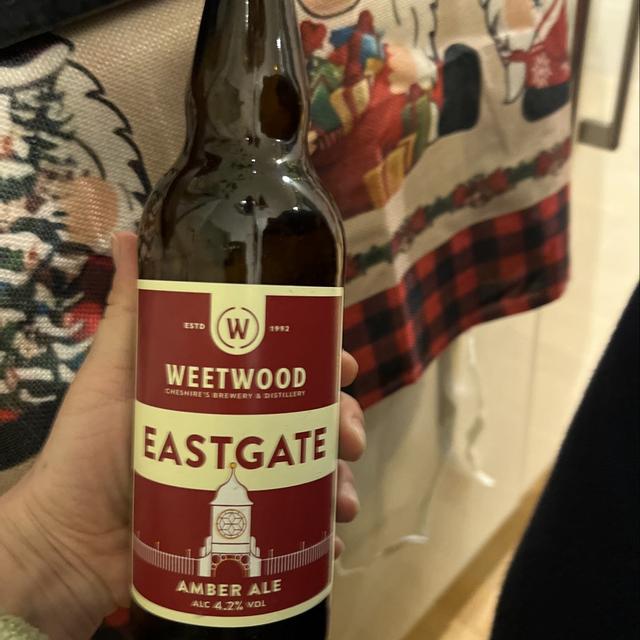 ESTD W 1992
WEETWOOD
CHESHIRE'S BREWERY & DISTILLERY
EASTGATE
AMBER ALE
ALC 4.2% VOL